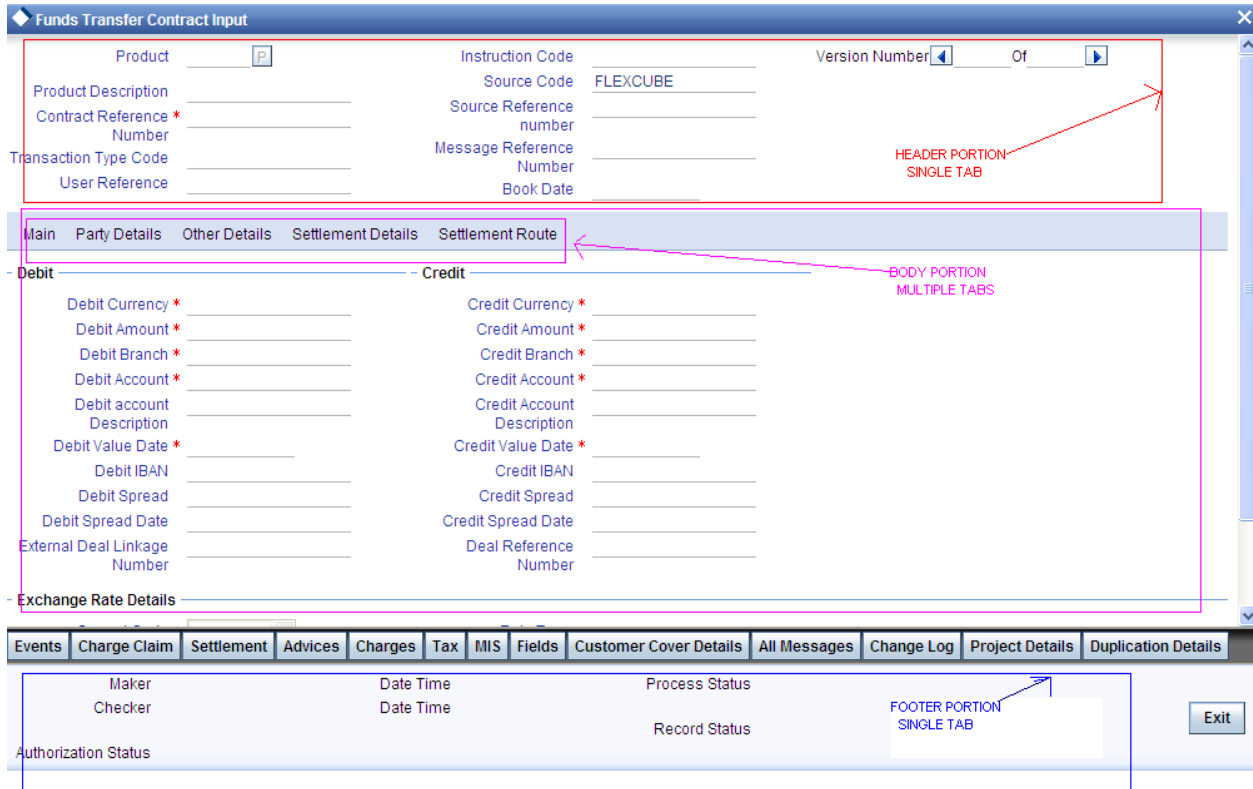 Funds Transfer Contract Input
Product P Instruction Code Version Number Of
Source Code FLEXCUBE
Product Description
Source Reference
number
Contract Reference *
Number
Message Reference
Number
Transaction Type Code
User Reference
Book Date
HEADER PORTION
SINGLE TAB
Main Party Details Other Details Settlement Details Settlement Route
BODY PORTION
MULTIPLE TABS
Debit Credit
Debit Currency * Credit Currency *
Debit Amount * Credit Amount *
Debit Branch * Credit Branch *
Debit Account * Credit Account *
Debit account
Description
Credit Account
Description
Debit Value Date * Credit Value Date *
Debit IBAN Credit IBAN
Debit Spread Credit Spread
Debit Spread Date Credit Spread Date
External Deal Linkage
Number
Deal Reference
Number
Exchange Rate Details
Events Charge Claim Settlement Advices Charges Tax MIS Fields Customer Cover Details All Messages Change Log Project Details Duplication Details
Maker Date Time Process Status
Checker Date Time
Record Status
Authorization Status
FOOTER PORTION
SINGLE TAB
Exit